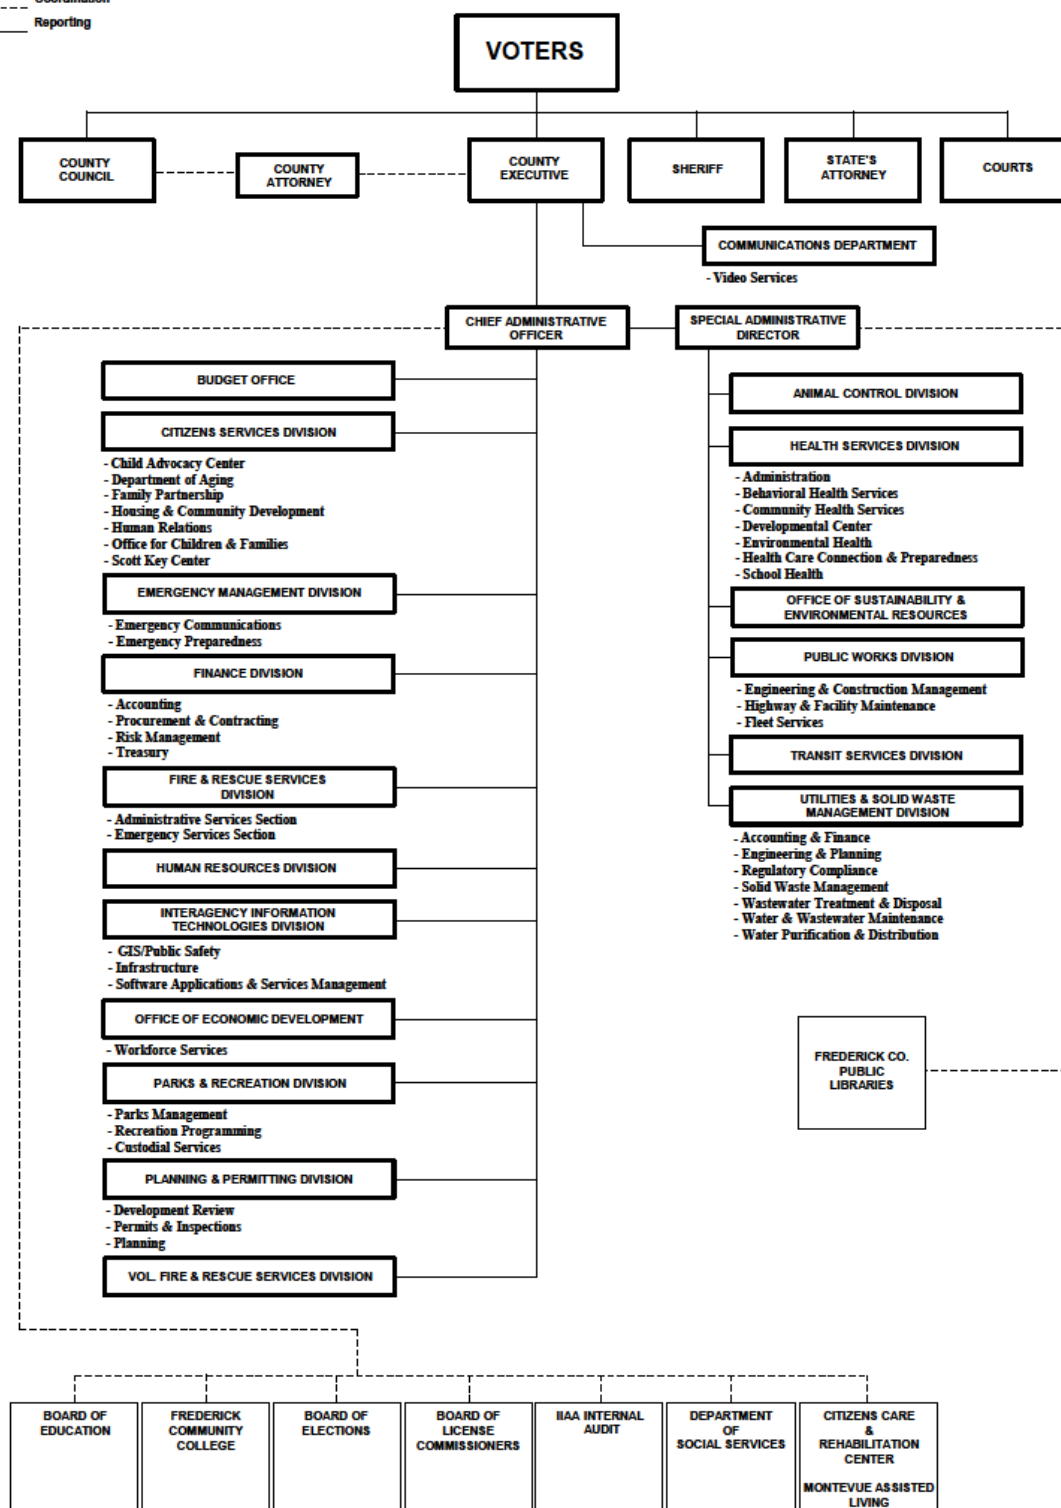 Coordination
Reporting
VOTERS
COUNTY
COUNCIL
COUNTY
ATTORNEY
COUNTY
EXECUTIVE
SHERIFF
STATE'S
ATTORNEY
COURTS
COMMUNICATIONS DEPARTMENT
- Video Services
CHIEF ADMINISTRATIVE
OFFICER
SPECIAL ADMINISTRATIVE
DIRECTOR
BUDGET OFFICE
CITIZENS SERVICES DIVISION
- Child Advocacy Center
- Department of Aging
- Family Partnership
- Housing & Community Development
- Human Relations
- Office for Children & Families
- Scott Key Center
EMERGENCY MANAGEMENT DIVISION
- Emergency Communications
- Emergency Preparedness
FINANCE DIVISION
- Accounting
- Procurement & Contracting
- Risk Management
- Treasury
FIRE & RESCUE SERVICES
DIVISION
- Administrative Services Section
- Emergency Services Section
HUMAN RESOURCES DIVISION
INTERAGENCY INFORMATION
TECHNOLOGIES DIVISION
- GIS/Public Safety
- Infrastructure
- Software Applications & Services Management
OFFICE OF ECONOMIC DEVELOPMENT
- Workforce Services
PARKS & RECREATION DIVISION
- Parks Management
- Recreation Programming
- Custodial Services
PLANNING & PERMITTING DIVISION
- Development Review
- Permits & Inspections
- Planning
VOL. FIRE & RESCUE SERVICES DIVISION
ANIMAL CONTROL DIVISION
HEALTH SERVICES DIVISION
- Administration
- Behavioral Health Services
- Community Health Services
- Developmental Center
- Environmental Health
- Health Care Connection & Preparedness
- School Health
OFFICE OF SUSTAINABILITY &
ENVIRONMENTAL RESOURCES
PUBLIC WORKS DIVISION
- Engineering & Construction Management
- Highway & Facility Maintenance
- Fleet Services
TRANSIT SERVICES DIVISION
UTILITIES & SOLID WASTE
MANAGEMENT DIVISION
- Accounting & Finance
- Engineering & Planning
- Regulatory Compliance
- Solid Waste Management
- Wastewater Treatment & Disposal
- Water & Wastewater Maintenance
- Water Purification & Distribution
FREDERICK CO.
PUBLIC
LIBRARIES
BOARD OF
EDUCATION
FREDERICK
COMMUNITY
COLLEGE
BOARD OF
ELECTIONS
BOARD OF
LICENSE
COMMISSIONERS
IIAA INTERNAL
AUDIT
DEPARTMENT
OF
SOCIAL SERVICES
CITIZENS CARE
&
REHABILITATION
CENTER
MONTEVUE ASSISTED
LIVING